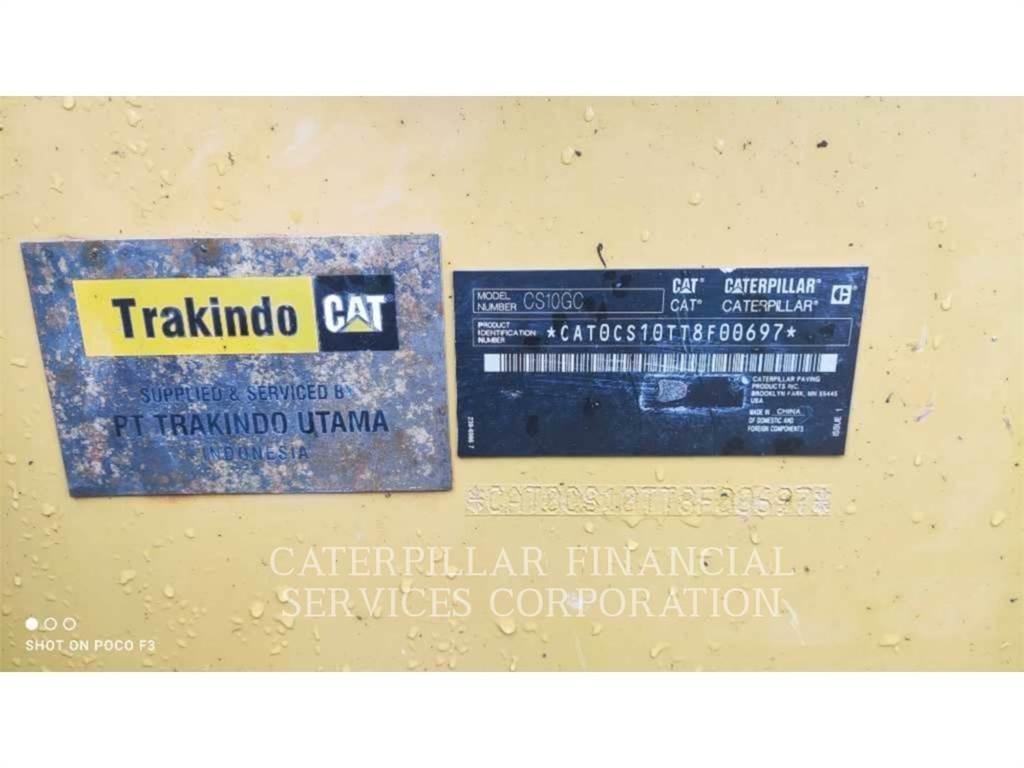 Trakindo CAT
SUPPLIED & SERVICED BY
PT TRAKINDO UTAMA
INDONESIA
MODEL
NUMBER
CS10GC
CAT® CATERPILLAR®
CAT® CATERPILLAR®
C
PRODUCT
IDENTIFICATION
NUMBER
*CAT0CS10TT8F00697*
CATERPILLAR PAVING
PRODUCTS INC.
BROOKLYN PARK, MN 55445
USA
MADE IN CHINA
OF DOMESTIC AND
FOREIGN COMPONENTS
ISSUE 1
*CAT0CS10TT8F00697*
CATERPILLAR FINANCIAL
SERVICES CORPORATION
SHOT ON POCO F3